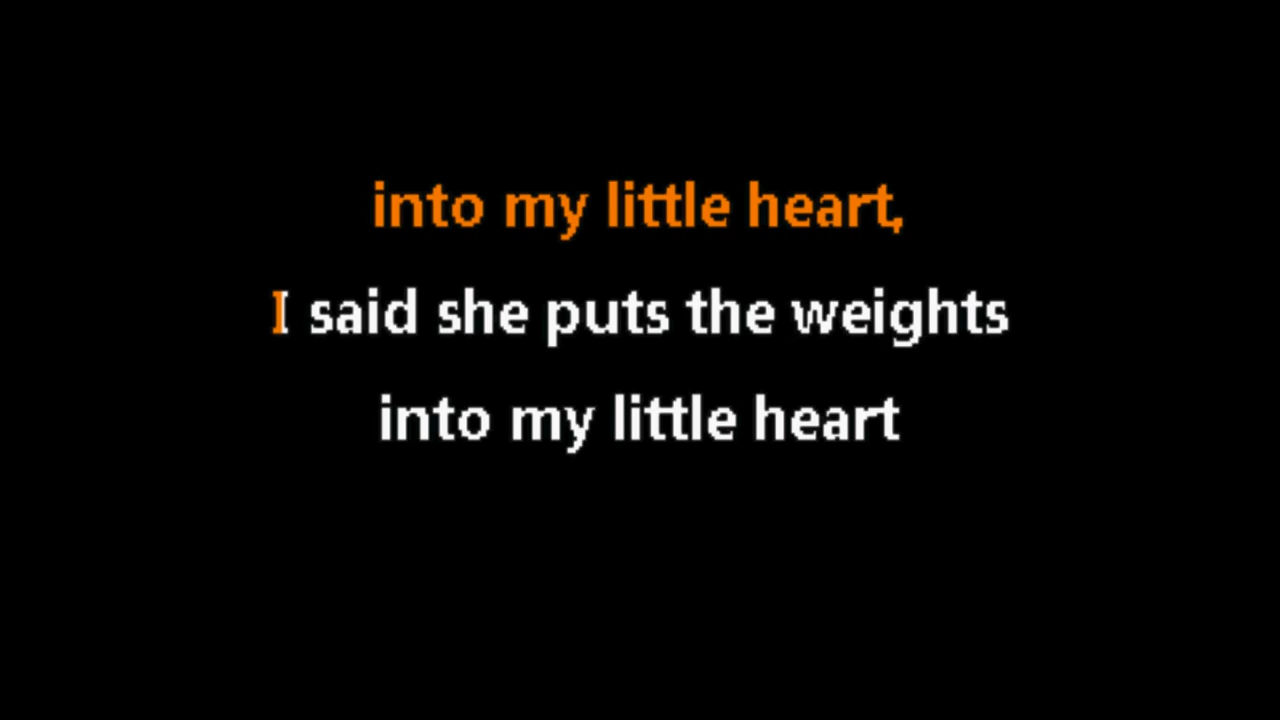 into my little heart,
I said she puts the weights
into my little heart